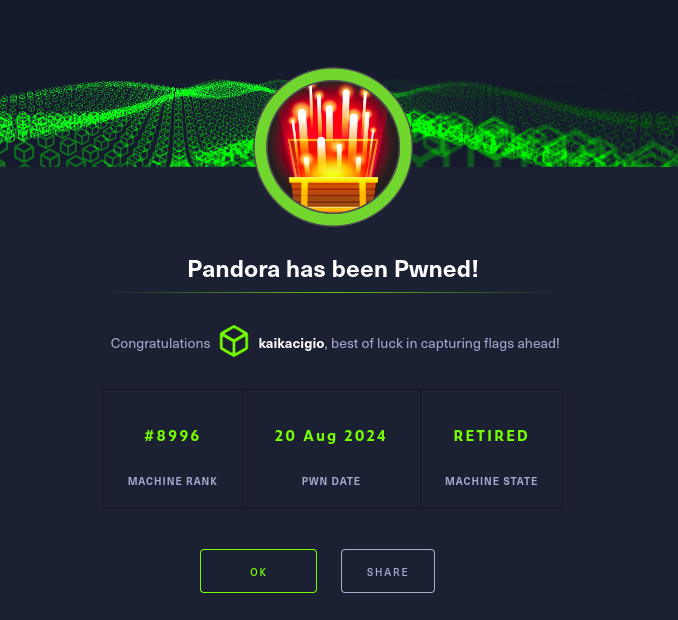 Pandora has been Pwned!
Congratulations kaikacigio, best of luck in capturing flags ahead!
#8996 20 Aug 2024 RETIRED
MACHINE RANK PWN DATE MACHINE STATE
OK SHARE